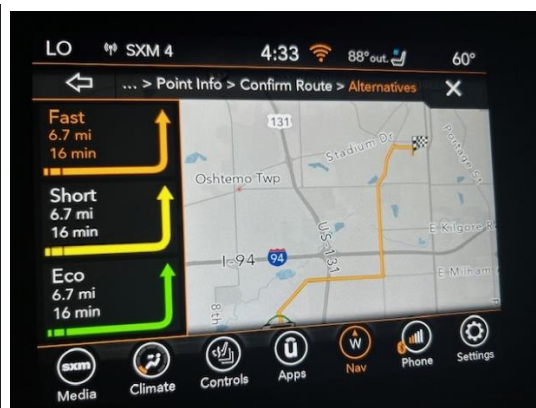 LO SXM 4 4:33 88°out. 60°
... > Point Info > Confirm Route > Alternatives X
Fast
6.7 mi
16 min
Short
6.7 mi
16 min
Eco
6.7 mi
16 min
131
Stadium Dr
Portage St
Oshtemo Twp
US-131
E Kilgore R
I-94 94
E Milham
8th
sxm
Media
Climate
Controls
ū
Apps
W
Nav
Phone
Settings